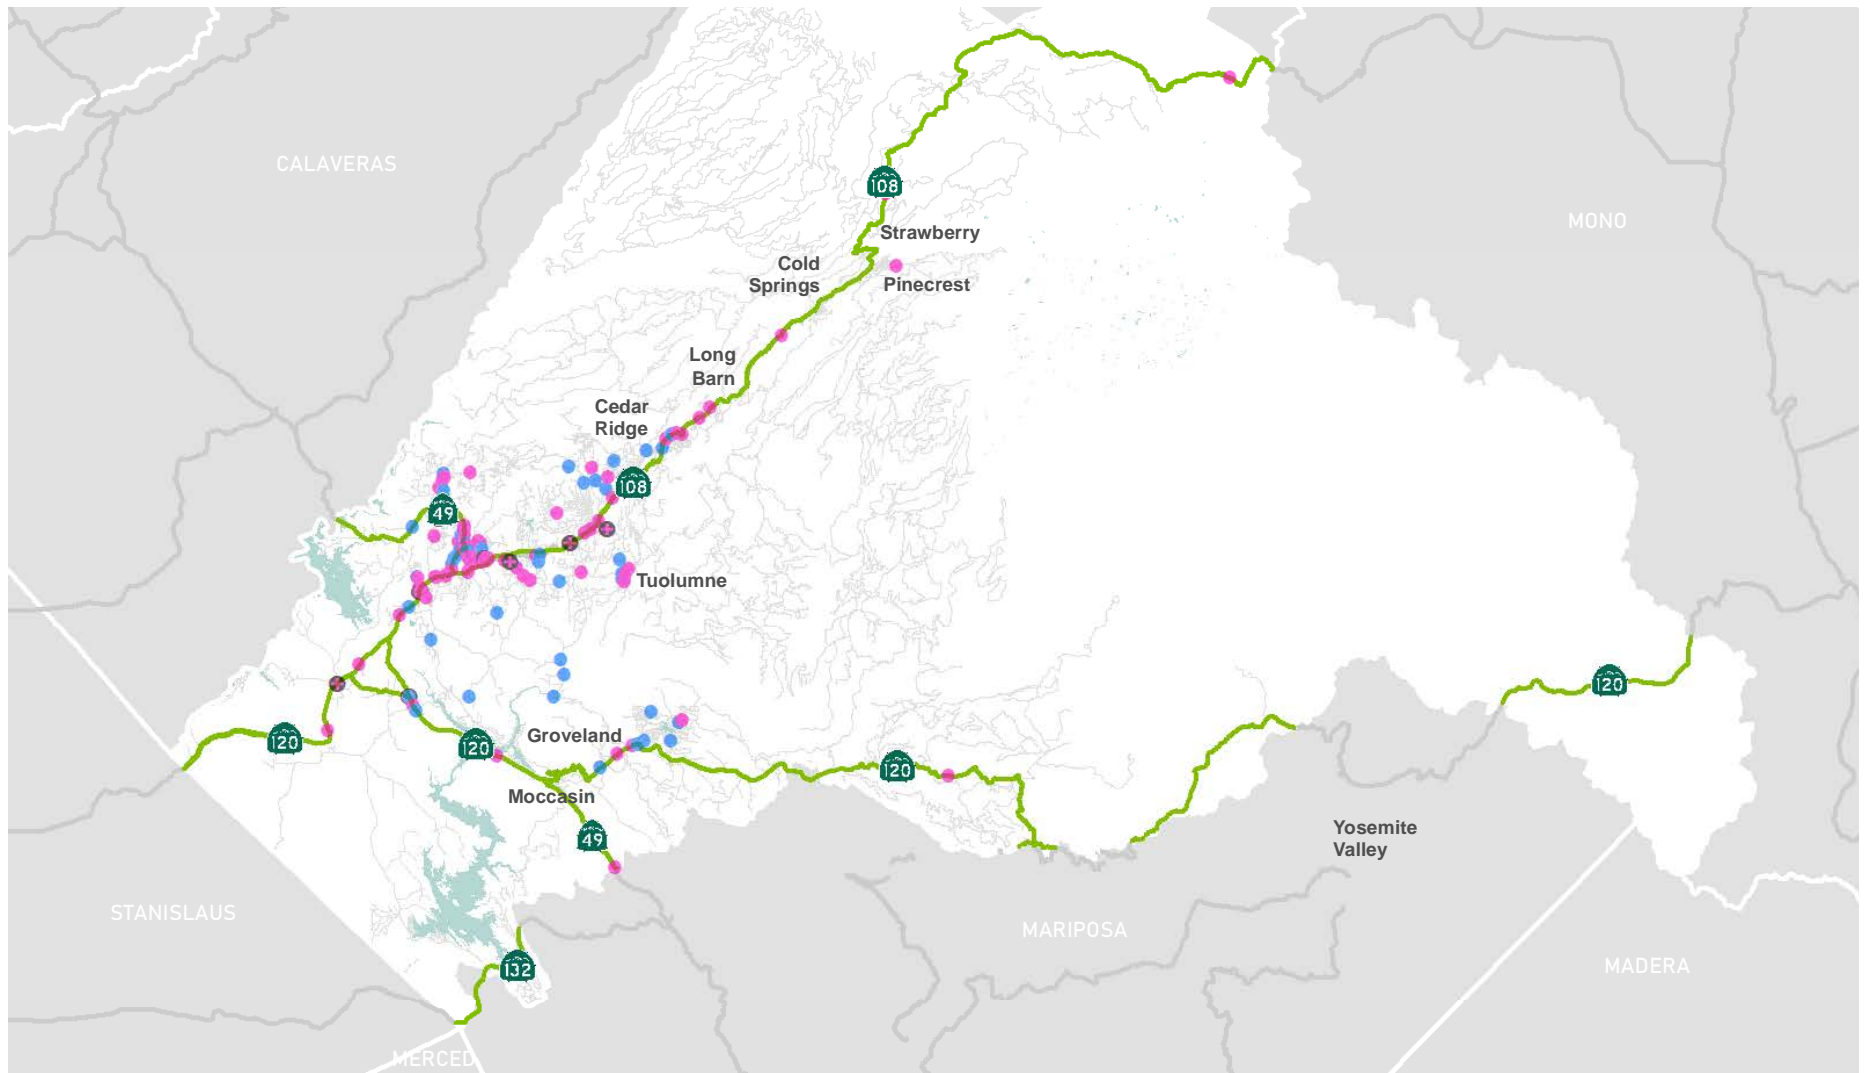 CALAVERAS
108
MONO
Strawberry
Cold
Springs
Pinecrest
Long
Barn
Cedar
Ridge
108
49
Tuolumne
120
120
Groveland
120
120
Moccasin
49
Yosemite
Valley
STANISLAUS
MARIPOSA
132
MADERA
MERCED